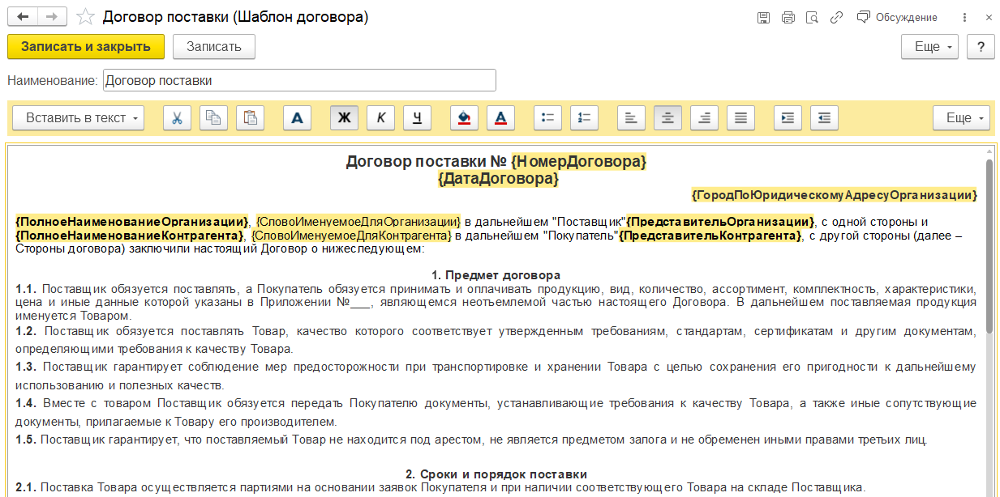 Договор поставки (Шаблон договора)
Обсуждение
Записать и закрыть Записать Еще ?
Наименование: Договор поставки
Вставить в текст А Ж К Ч А Еще
Договор поставки № {НомерДоговора}
{ДатаДоговора}
{ГородПоЮридическомуАдресуОрганизации}
{ПолноеНаименованиеОрганизации}, {СловоИменуемоеДляОрганизации} в дальнейшем "Поставщик"{ПредставительОрганизации}, с одной стороны и
{ПолноеНаименованиеКонтрагента}, {СловоИменуемоеДляКонтрагента} в дальнейшем "Покупатель"{ПредставительКонтрагента}, с другой стороны (далее –
Стороны договора) заключили настоящий Договор о нижеследующем:
1. Предмет договора
1.1. Поставщик обязуется поставлять, а Покупатель обязуется принимать и оплачивать продукцию, вид, количество, ассортимент, комплектность, характеристики,
цена и иные данные которой указаны в Приложении №___, являющемся неотъемлемой частью настоящего Договора. В дальнейшем поставляемая продукция
именуется Товаром.
1.2. Поставщик обязуется поставлять Товар, качество которого соответствует утвержденным требованиям, стандартам, сертификатам и другим документам,
определяющими требования к качеству Товара.
1.3. Поставщик гарантирует соблюдение мер предосторожности при транспортировке и хранении Товара с целью сохранения его пригодности к дальнейшему
использованию и полезных качеств.
1.4. Вместе с товаром Поставщик обязуется передать Покупателю документы, устанавливающие требования к качеству Товара, а также иные сопутствующие
документы, прилагаемые к Товару его производителем.
1.5. Поставщик гарантирует, что поставляемый Товар не находится под арестом, не является предметом залога и не обременен иными правами третьих лиц.
2. Сроки и порядок поставки
2.1. Поставка Товара осуществляется партиями на основании заявок Покупателя и при наличии соответствующего Товара на складе Поставщика.